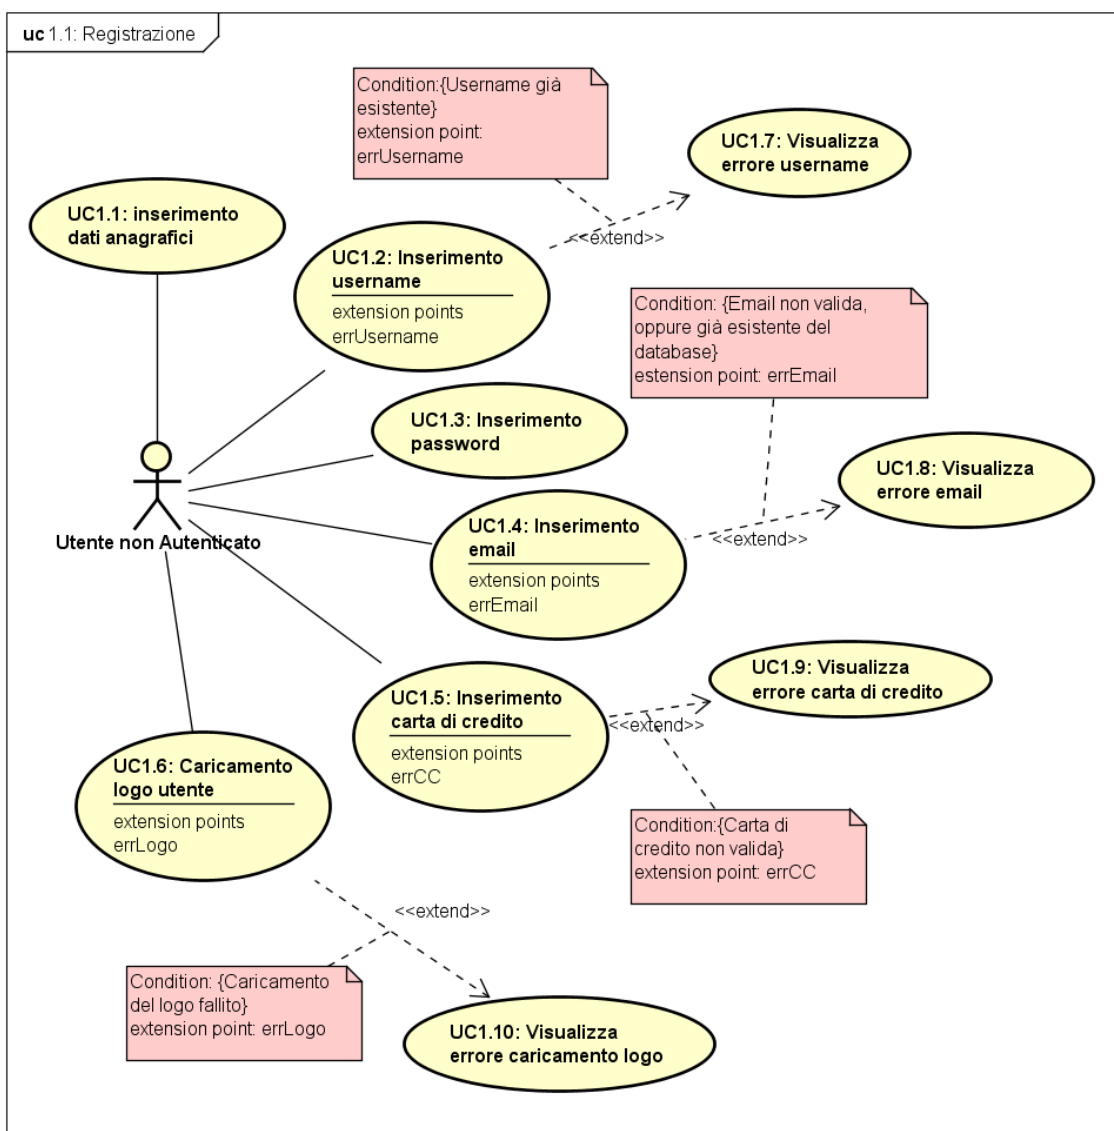 uc 1.1: Registrazione
Condition:{Username già
esistente}
extension point:
errUsername
UC1.7: Visualizza
errore username
<<extend>>
UC1.1: inserimento
dati anagrafici
UC1.2: Inserimento
username
extension points
errUsername
Condition: {Email non valida,
oppure già esistente del
database}
estension point: errEmail
UC1.3: Inserimento
password
UC1.8: Visualizza
errore email
<<extend>>
Utente non Autenticato
UC1.4: Inserimento
email
extension points
errEmail
UC1.9: Visualizza
errore carta di credito
<<extend>>
UC1.5: Inserimento
carta di credito
extension points
errCC
UC1.6: Caricamento
logo utente
extension points
errLogo
Condition:{Carta di
credito non valida}
extension point: errCC
<<extend>>
Condition: {Caricamento
del logo fallito}
extension point: errLogo
UC1.10: Visualizza
errore caricamento logo